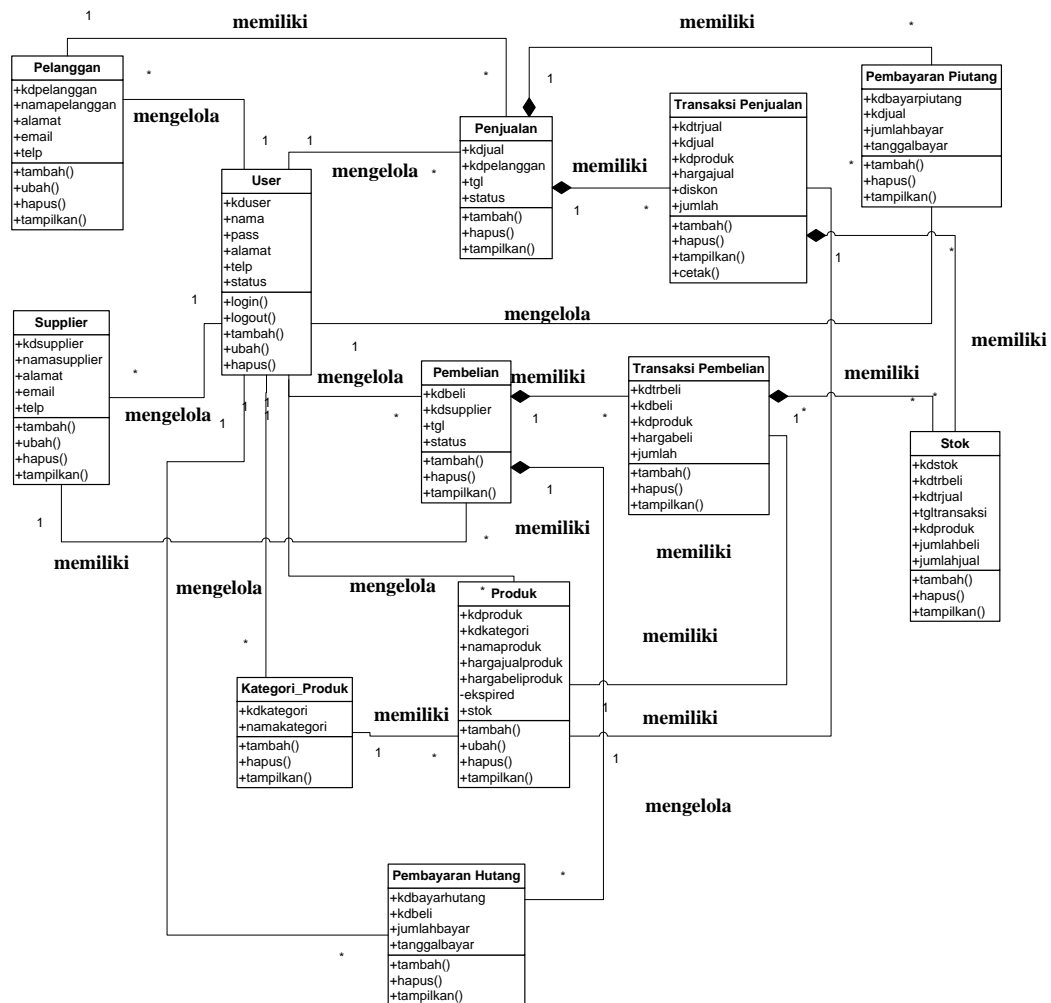 1
memiliki
*
Pelanggan
+kdpelanggan
+namapelanggan
+alamat
+email
+telp
+tambah()
+ubah()
+hapus()
+tampilkan()
*
mengelola
1
1
User
+kduser
+nama
+pass
+alamat
+telp
+status
+login()
+logout()
+tambah()
+ubah()
+hapus()
mengelola
*
*
Penjualan
+kdjual
+kdpelanggan
+tgl
+status
+tambah()
+hapus()
+tampilkan()
memiliki
1
memiliki
1
*
Transaksi Penjualan
+kdtrjual
+kdjual
+kdproduk
+hargajual
+diskon
+jumlah
+tambah()
+hapus()
+tampilkan()
+cetak()
1
*
Pembayaran Piutang
+kdbayarpiutang
+kdjual
+jumlahbayar
+tanggalbayar
+tambah()
+hapus()
+tampilkan()
*
memiliki
mengelola
Supplier
+kdsupplier
+namasupplier
+alamat
+email
+telp
+tambah()
+ubah()
+hapus()
+tampilkan()
1
*
mengelola
1
1
1
1
1
mengelola
*
Pembelian
+kdbeli
+kdsupplier
+tgl
+status
+tambah()
+hapus()
+tampilkan()
memiliki
1
*
1
Transaksi Pembelian
+kdtrbeli
+kdbeli
+kdproduk
+hargabeli
+jumlah
+tambah()
+hapus()
+tampilkan()
memiliki
1
*
*
*
Stok
+kdstok
+kdtrbeli
+kdtrjual
+tgltransaksi
+kdproduk
+jumlahbeli
+jumlahjual
+tambah()
+hapus()
+tampilkan()
1
memiliki
*
memiliki
memiliki
mengelola
mengelola
*
Produk
+kdproduk
+kdkategori
+namaproduk
+hargajualproduk
+hargabeliproduk
-ekspired
+stok
+tambah()
+ubah()
+hapus()
+tampilkan()
memiliki
1
memiliki
1
*
Kategori_Produk
+kdkategori
+namakategori
+tambah()
+hapus()
+tampilkan()
memiliki
1
*
mengelola
Pembayaran Hutang
+kdbayarhutang
+kdbeli
+jumlahbayar
+tanggalbayar
+tambah()
+hapus()
+tampilkan()
*
*